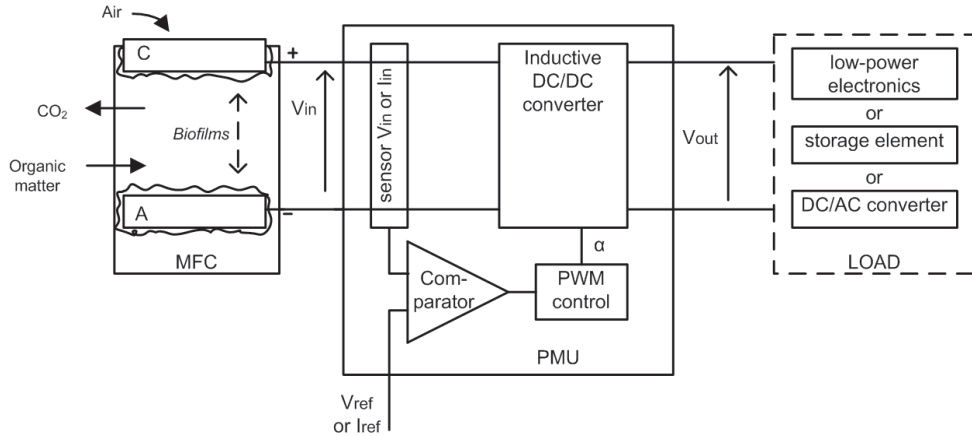 Air
C
+
CO2
Biofilms
Organic
matter
A
–
MFC
Vin
sensor Vin or Iin
Inductive
DC/DC
converter
α
Com-
parator
PWM
control
PMU
Vref
or Iref
Vout
low-power
electronics
or
storage element
or
DC/AC converter
LOAD